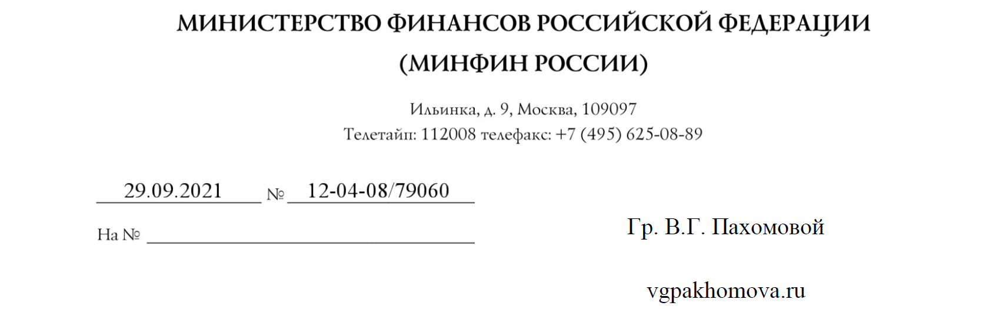 МИНИСТЕРСТВО ФИНАНСОВ РОССИЙСКОЙ ФЕДЕРАЦИИ
(МИНФИН РОССИИ)
Ильинка, д. 9, Москва, 109097
Телетайп: 112008 телефакс: +7 (495) 625-08-89
29.09.2021 № 12-04-08/79060
На №
Гр. В.Г. Пахомовой
vgpakhomova.ru